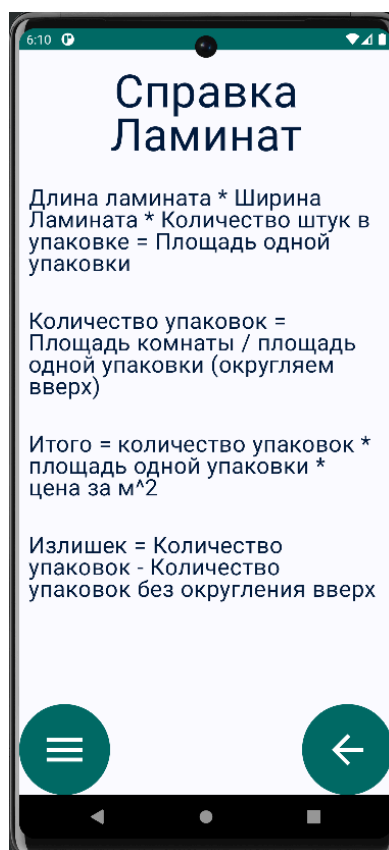 6:10
Справка
Ламинат
Длина ламината * Ширина
Ламината * Количество штук в
упаковке = Площадь одной
упаковки
Количество упаковок =
Площадь комнаты / площадь
одной упаковки (округляем
вверх)
Итого = количество упаковок *
площадь одной упаковки *
цена за м^2
Излишек = Количество
упаковок - Количество
упаковок без округления вверх